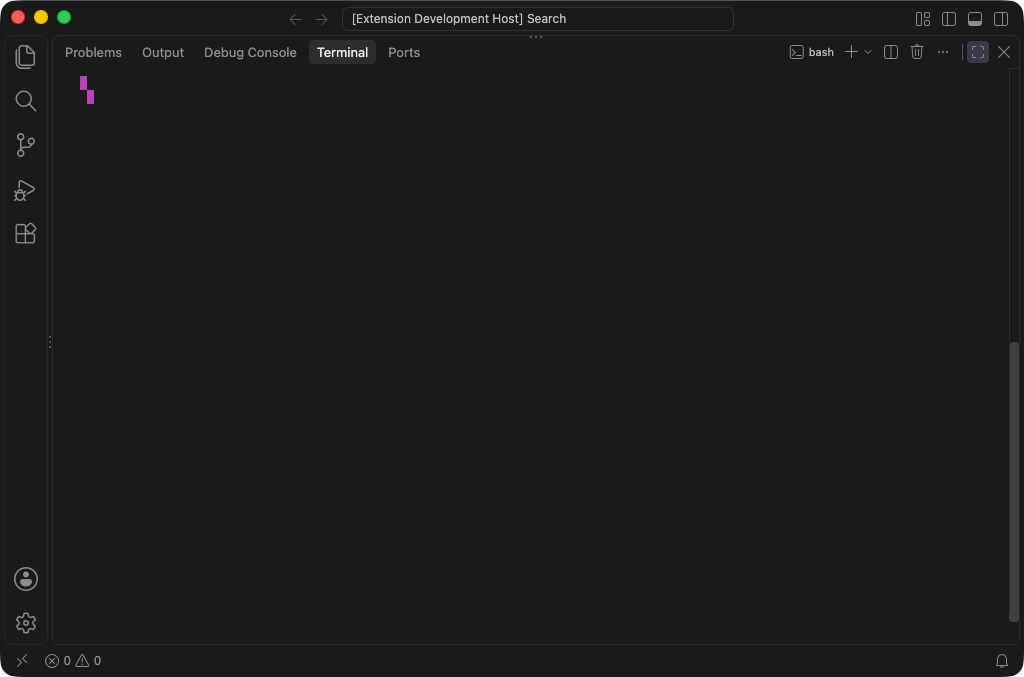 [Extension Development Host] Search
Problems Output Debug Console Terminal Ports bash
0 0